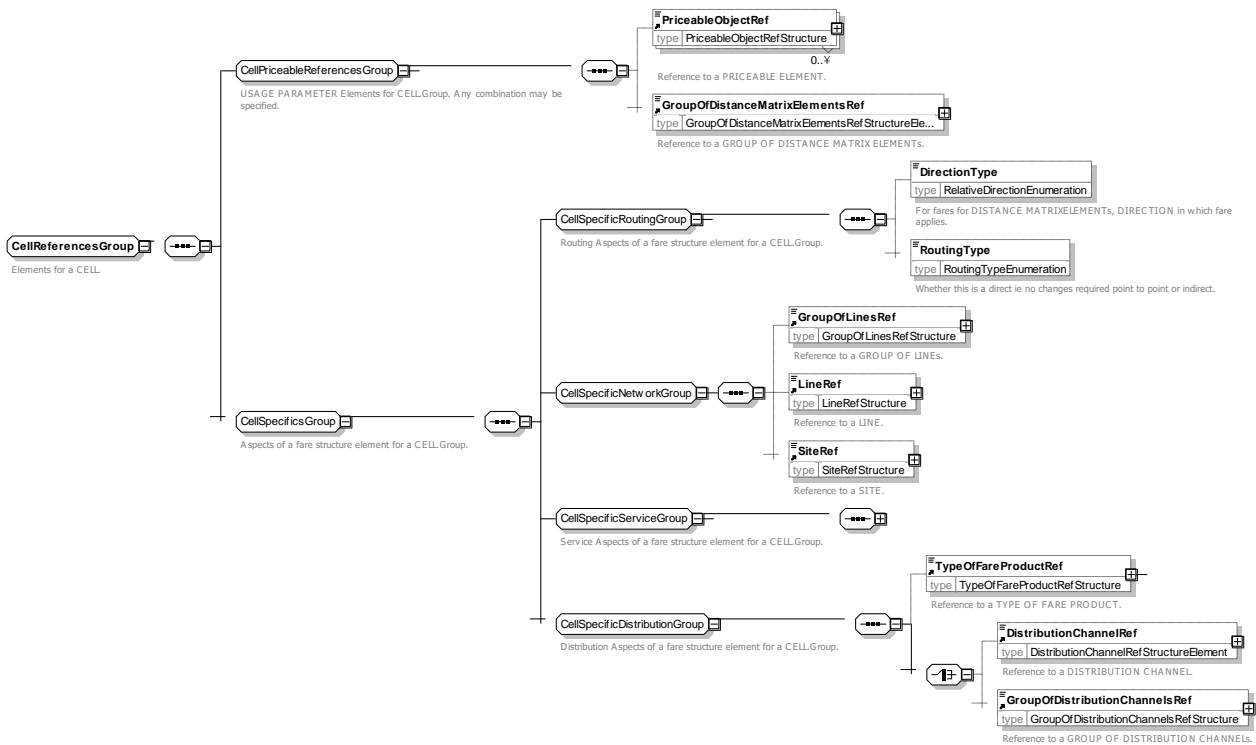 PriceableObjectRef
type PriceableObjectRefStructure
0..¥
Reference to a PRICEABLE ELEMENT.
CellPriceableReferencesGroup
USAGE PARAMETER Elements for CELL.Group. Any combination may be
specified.
GroupOfDistanceMatrixElementsRef
type GroupOfDistanceMatrixElementsRefStructureEle...
Reference to a GROUP OF DISTANCE MATRIX ELEMENTs.
CellReferencesGroup
Elements for a CELL.
DirectionType
type RelativeDirectionEnumeration
For fares for DISTANCE MATRIXELEMENTs, DIRECTION in which fare
applies.
CellSpecificRoutingGroup
Routing Aspects of a fare structure element for a CELL.Group.
RoutingType
type RoutingTypeEnumeration
Whether this is a direct ie no changes required point to point or indirect.
GroupOfLinesRef
type GroupOfLinesRefStructure
Reference to a GROUP OF LINEs.
CellSpecificNetworkGroup
LineRef
type LineRefStructure
Reference to a LINE.
CellSpecificsGroup
Aspects of a fare structure element for a CELL.Group.
SiteRef
type SiteRefStructure
Reference to a SITE.
CellSpecificServiceGroup
Service Aspects of a fare structure element for a CELL.Group.
TypeOfFareProductRef
type TypeOfFareProductRefStructure
Reference to a TYPE OF FARE PRODUCT.
CellSpecificDistributionGroup
Distribution Aspects of a fare structure element for a CELL.Group.
DistributionChannelRef
type DistributionChannelRefStructureElement
Reference to a DISTRIBUTION CHANNEL.
GroupOfDistributionChannelsRef
type GroupOfDistributionChannelsRefStructure
Reference to a GROUP OF DISTRIBUTION CHANNELs.